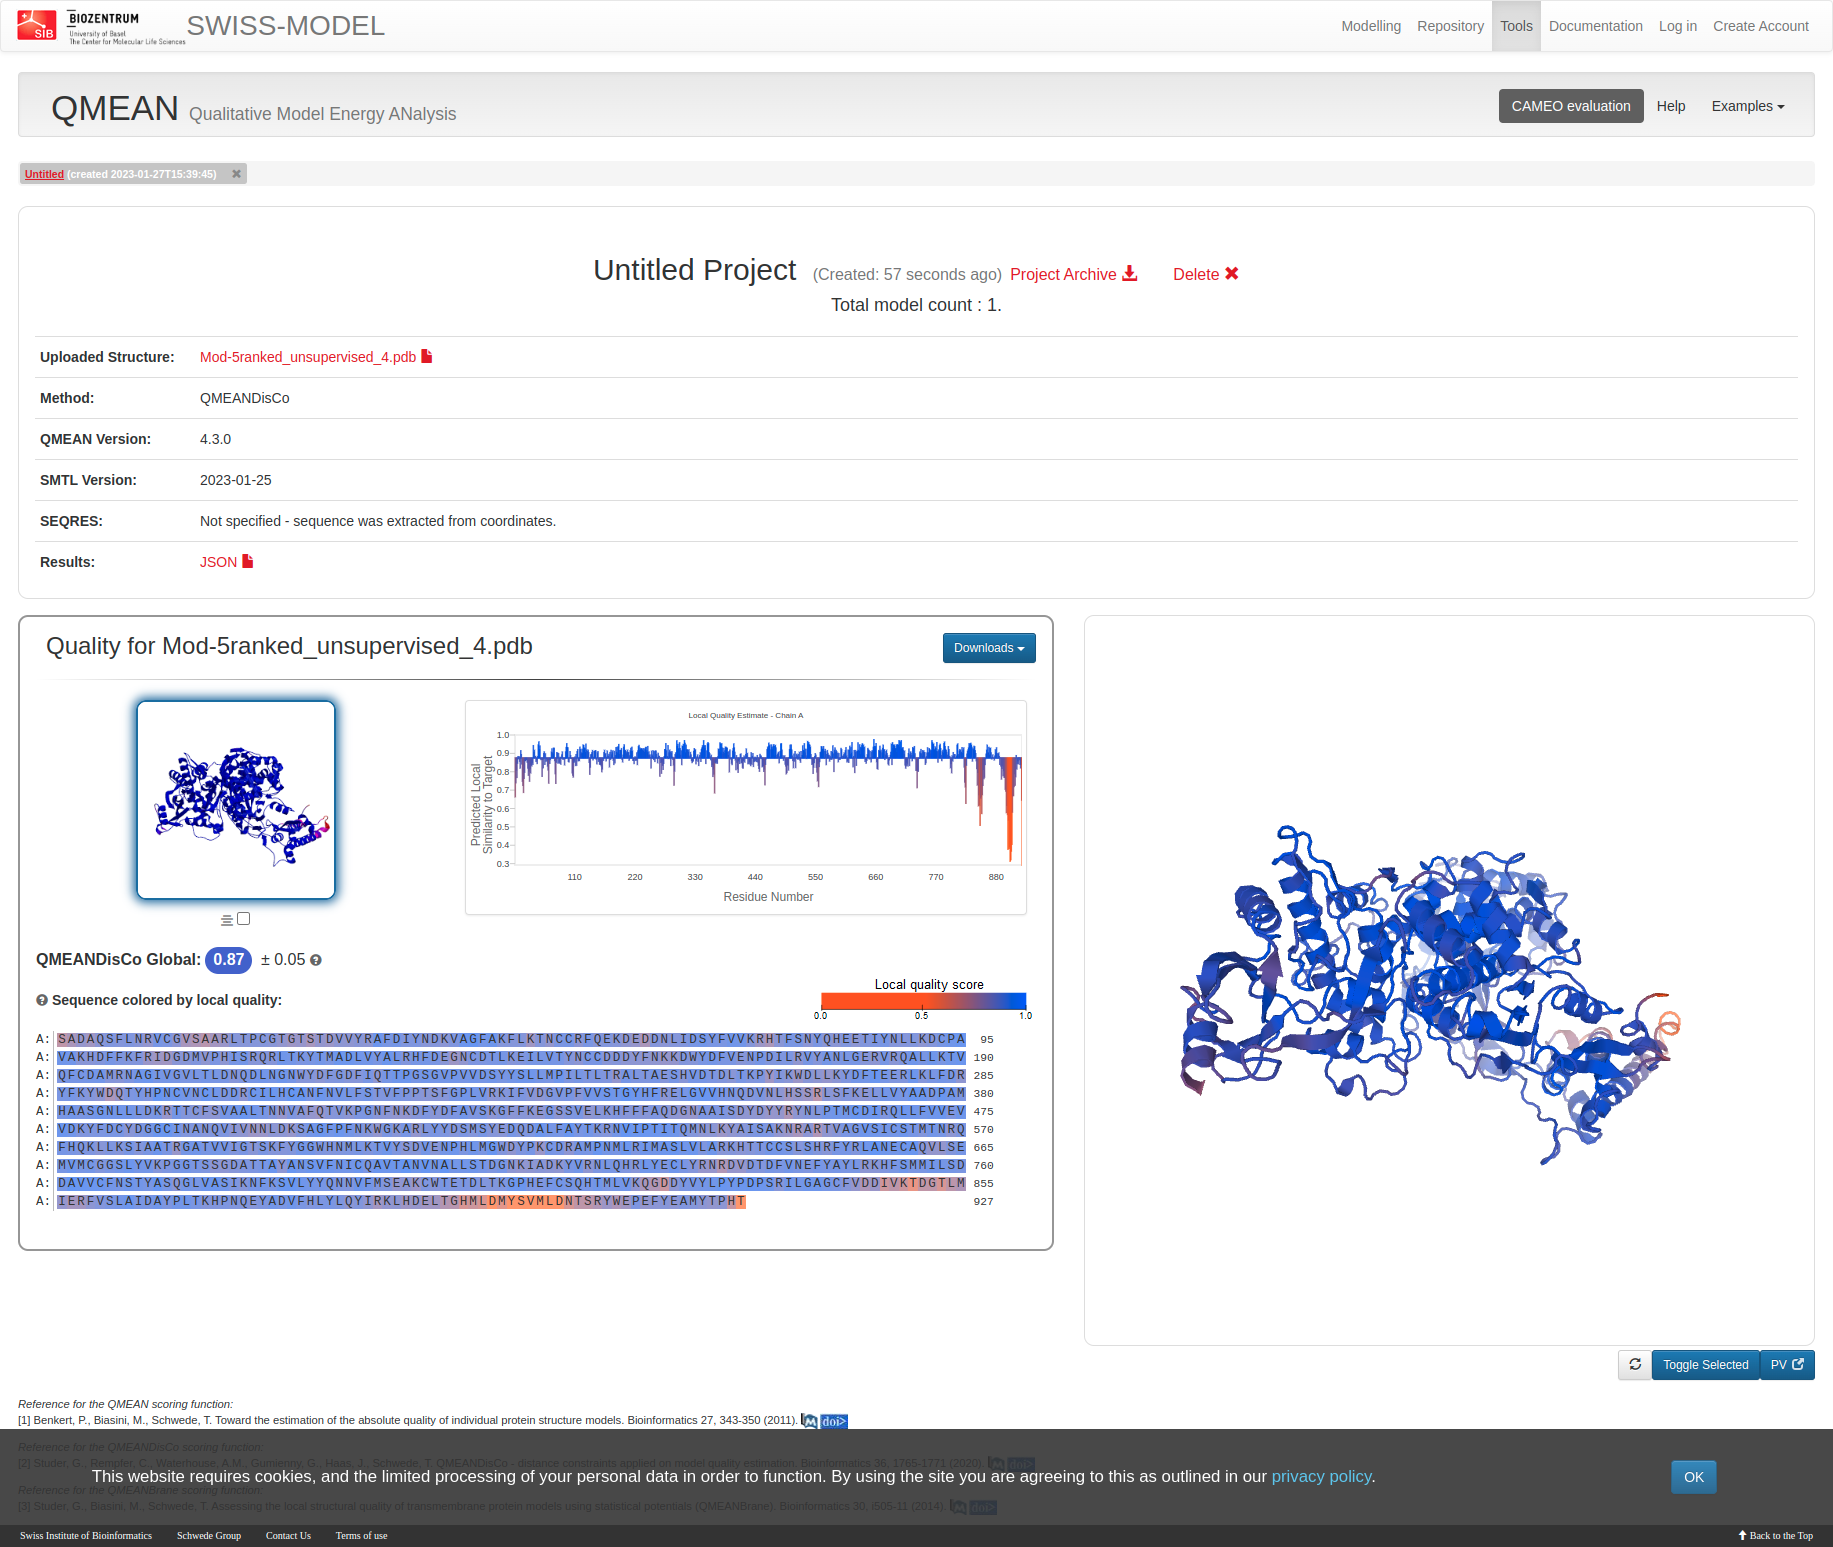 SIB BIOZENTRUM
University of Basel
The Center for Molecular Life Sciences
SWISS-MODEL
Modelling Repository Tools Documentation Log in Create Account
QMEAN Qualitative Model Energy ANalysis
CAMEO evaluation Help Examples
Untitled (created 2023-01-27T15:39:45)
Untitled Project (Created: 57 seconds ago) Project Archive Delete
Total model count : 1.
Uploaded Structure: Mod-5ranked_unsupervised_4.pdb
Method: QMEANDisCo
QMEAN Version: 4.3.0
SMTL Version: 2023-01-25
SEQRES: Not specified - sequence was extracted from coordinates.
Results: JSON
Quality for Mod-5ranked_unsupervised_4.pdb
Downloads
Local Quality Estimate - Chain A
Predicted Local
Similarity to Target
1.0
0.9
0.8
0.7
0.6
0.5
0.4
0.3
110 220 330 440 550 660 770 880
Residue Number
QMEANDisCo Global: 0.87 ± 0.05
Sequence colored by local quality:
Local quality score
0.0 0.5 1.0
A: SADAQSFLNRVCGVSAARLTPCGTGTSTDVVYRAFDIYNDKVAGFAKFLKTNCCRFQEKDEDDNLIDSYFVVKRHTFSNYQHEETIYNLLKDCPA 95
A: VAKHDFFKFRIDGDMVPHISRQRLTKYTMADLVYALRHFDEGNCDTLKEILVTYNCCDDDYFNKKDWYDFVENPDILRVYANLGERVRQALLKTV 190
A: QFCDAMRNAGIVGVLTLDNQDLNGNWYDFGDFIQTTPGSGVPVVDSYYSLLMPILTLTRALTAESHVDTDLTKPYIKWDLLKYDFTEERLKLFDR 285
A: YFKYWDQTYHPNCVNCLDDRCILHCANFNVLFSTVFPPTSFGPLVRKIFVDGVPFVVSTGYHFRELGVVHNQDVNLHSSRLSFKELLVYAADPAM 380
A: HAASGNLLLDKRTTCFSVAALTNNVAFQTVKPGNFNKDFYDFAVSKGFFKEGSSVELKHFFFAQDGNAAISDYDYYRYNLPTMCDIRQLLFVVEV 475
A: VDKYFDCYDGGCINANQVIVNNLDKSAGFPFNKWGKARLYYDSMSYEDQDALFAYTKRNVIPTITQMNLKYAISAKNRARTVAGVSICSTMTNRQ 570
A: FHQKLLKSIAATRGATVVIGTSKFYGGWHNMLKTVYSDVENPHLMGWDYPKCDRAMPNMLRIMASLVLARKHTTCCSLSHRFYRLANECAQVLSE 665
A: MVMCGGSLYVKPGGTSSGDATTAYANSVFNICQAVTANVNALLSTDGNKIADKYVRNLQHRLYECLYRNRDVDTDFVNEFYAYLRKHFSMMILSD 760
A: DAVVCFNSTYASQGLVASIKNFKSVLYYQNNVFMSEAKCWTETDLTKGPHEFCSQHTMLVKQGDDYVYLPYPDPSRILGAGCFVDDIVKTDGTLM 855
A: IERFVSLAIDAYPLTKHPNQEYADVFHLYLQYIRKLHDELTGHMLDMYSVMLDNTSRYWEPEFYEAMYTPHT 927
Toggle Selected PV
Reference for the QMEAN scoring function:
[1] Benkert, P., Biasini, M., Schwede, T. Toward the estimation of the absolute quality of individual protein structure models. Bioinformatics 27, 343-350 (2011). M doi>
Reference for the QMEANDisCo scoring function:
[2] Studer, G., Rempfer, C., Waterhouse, A.M., Gumienny, G., Haas, J., Schwede, T. QMEANDisCo - distance constraints applied on model quality estimation. Bioinformatics 36, 1765-1771 (2020). M doi>
This website requires cookies, and the limited processing of your personal data in order to function. By using the site you are agreeing to this as outlined in our privacy policy. OK
Reference for the QMEANBrane scoring function:
[3] Studer, G., Biasini, M., Schwede, T. Assessing the local structural quality of transmembrane protein models using statistical potentials (QMEANBrane). Bioinformatics 30, i505-11 (2014). M doi>
Swiss Institute of Bioinformatics Schwede Group Contact Us Terms of use Back to the Top